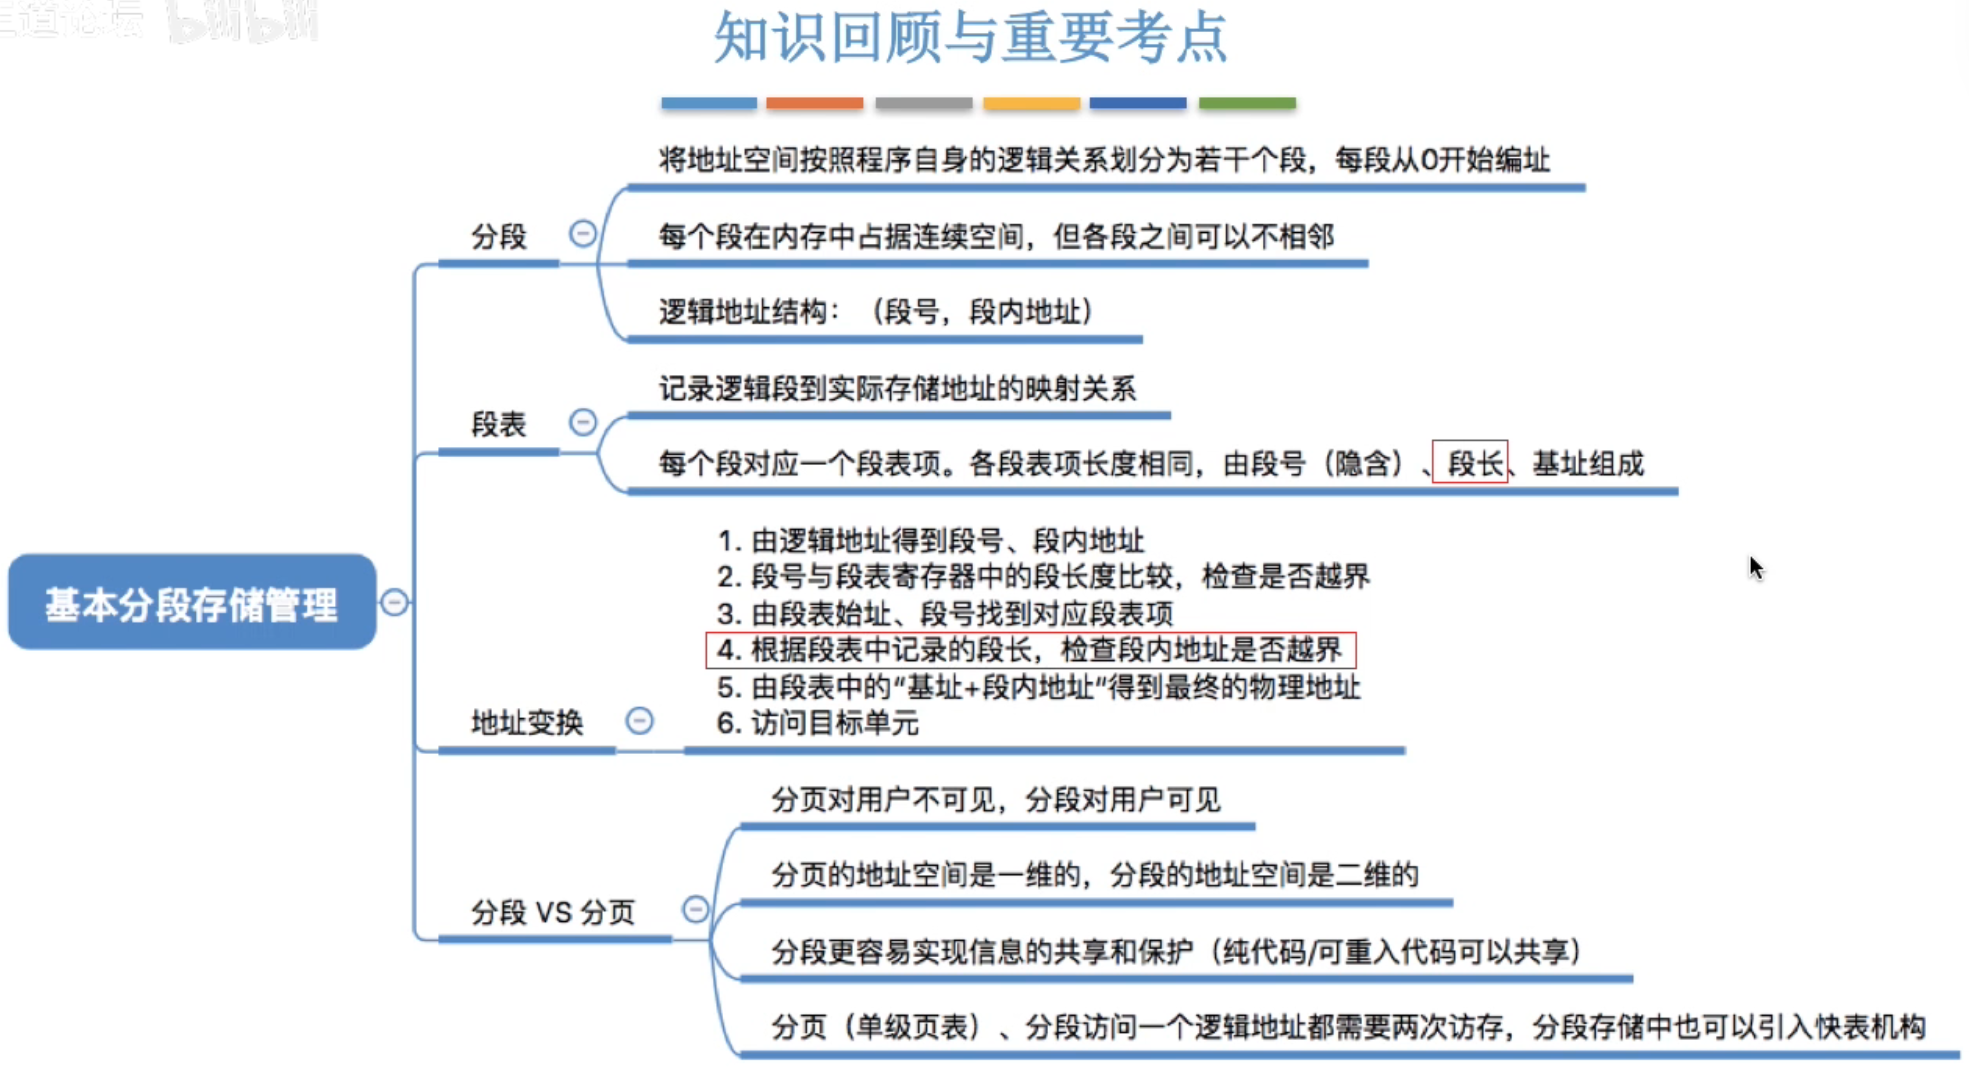 王道论坛 bilibili
知识回顾与重要考点
将地址空间按照程序自身的逻辑关系划分为若干个段，每段从0开始编址
分段
每个段在内存中占据连续空间，但各段之间可以不相邻
逻辑地址结构：（段号，段内地址）
记录逻辑段到实际存储地址的映射关系
段表
每个段对应一个段表项。各段表项长度相同，由段号（隐含）、段长、基址组成
基本分段存储管理
1. 由逻辑地址得到段号、段内地址
2. 段号与段表寄存器中的段长度比较，检查是否越界
3. 由段表始址、段号找到对应段表项
4. 根据段表中记录的段长，检查段内地址是否越界
5. 由段表中的“基址+段内地址”得到最终的物理地址
6. 访问目标单元
地址变换
分页对用户不可见，分段对用户可见
分页的地址空间是一维的，分段的地址空间是二维的
分段 VS 分页
分段更容易实现信息的共享和保护（纯代码/可重入代码可以共享）
分页（单级页表）、分段访问一个逻辑地址都需要两次访存，分段存储中也可以引入快表机构